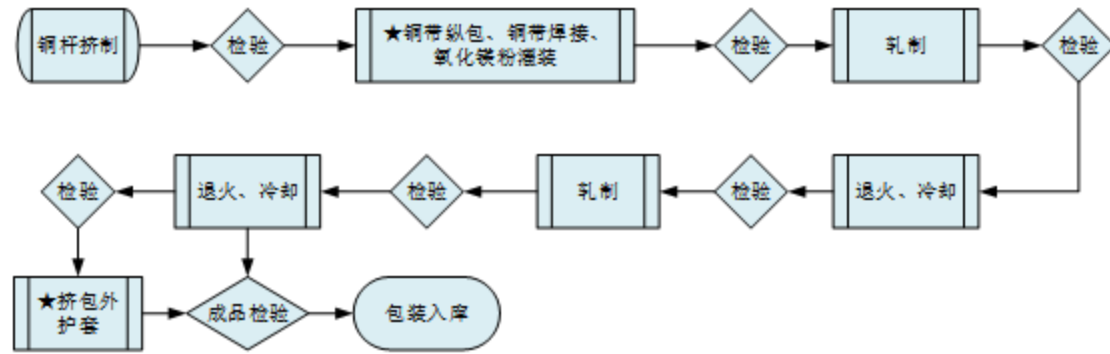 铜杆挤制
检验
★铜带纵包、铜带焊接、
氧化镁粉灌装
检验
轧制
检验
检验
退火、冷却
检验
轧制
检验
退火、冷却
★挤包外
护套
成品检验
包装入库